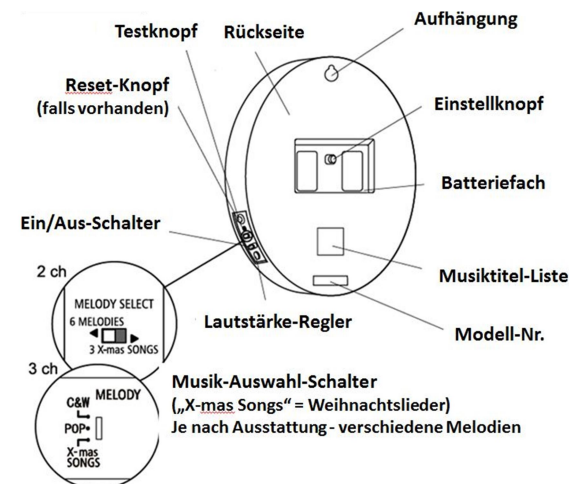 Testknopf
Rückseite
Aufhängung
Reset-Knopf
(falls vorhanden)
Einstellknopf
Batteriefach
Ein/Aus-Schalter
2 ch
MELODY SELECT
6 MELODIES
3 X-mas SONGS
Musiktitel-Liste
Lautstärke-Regler
Modell-Nr.
3 ch
MELODY
C&W
POP
X-mas
SONGS
Musik-Auswahl-Schalter
(„X-mas Songs“ = Weihnachtslieder)
Je nach Ausstattung - verschiedene Melodien